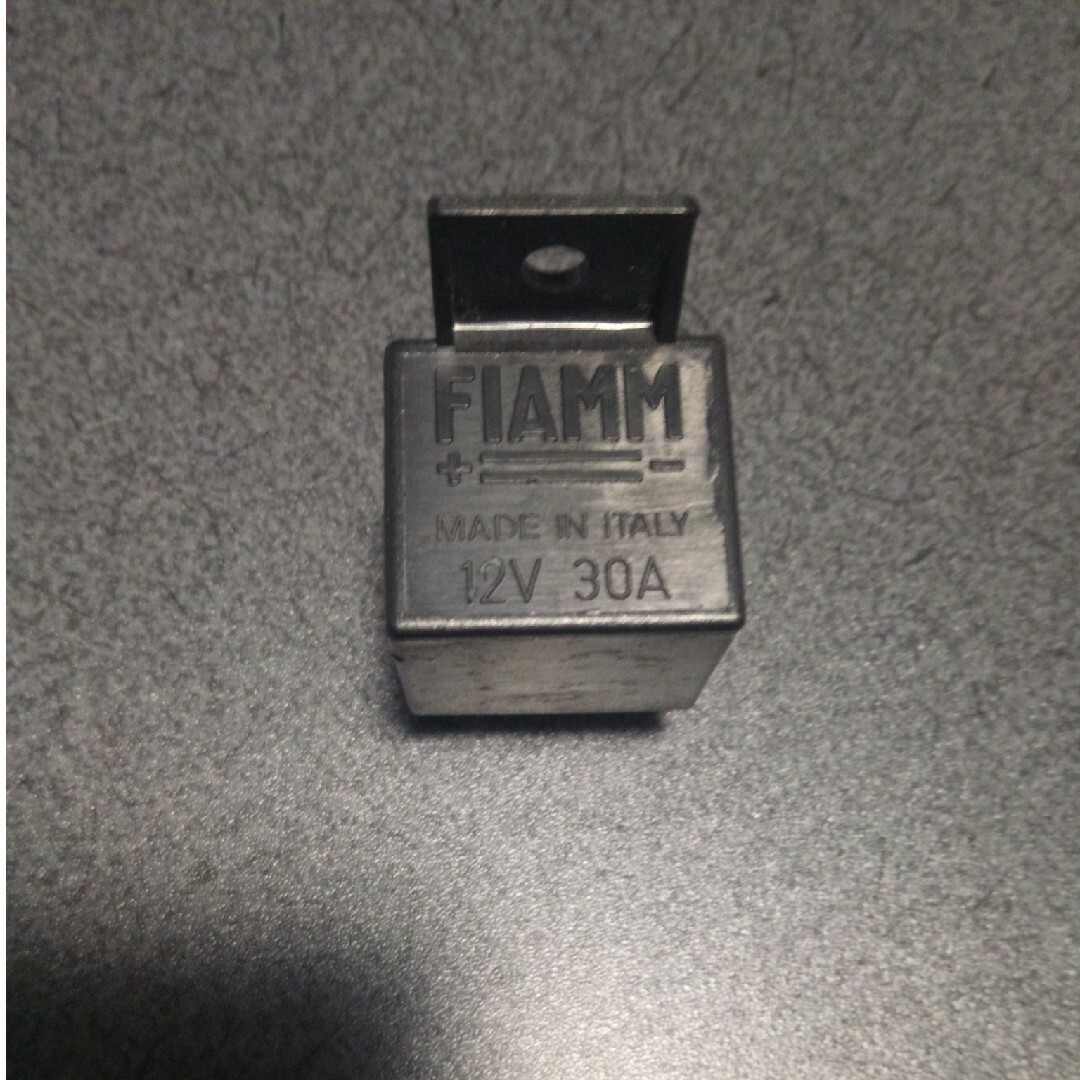 FIAMM
+ -
MADE IN ITALY
12V 30A